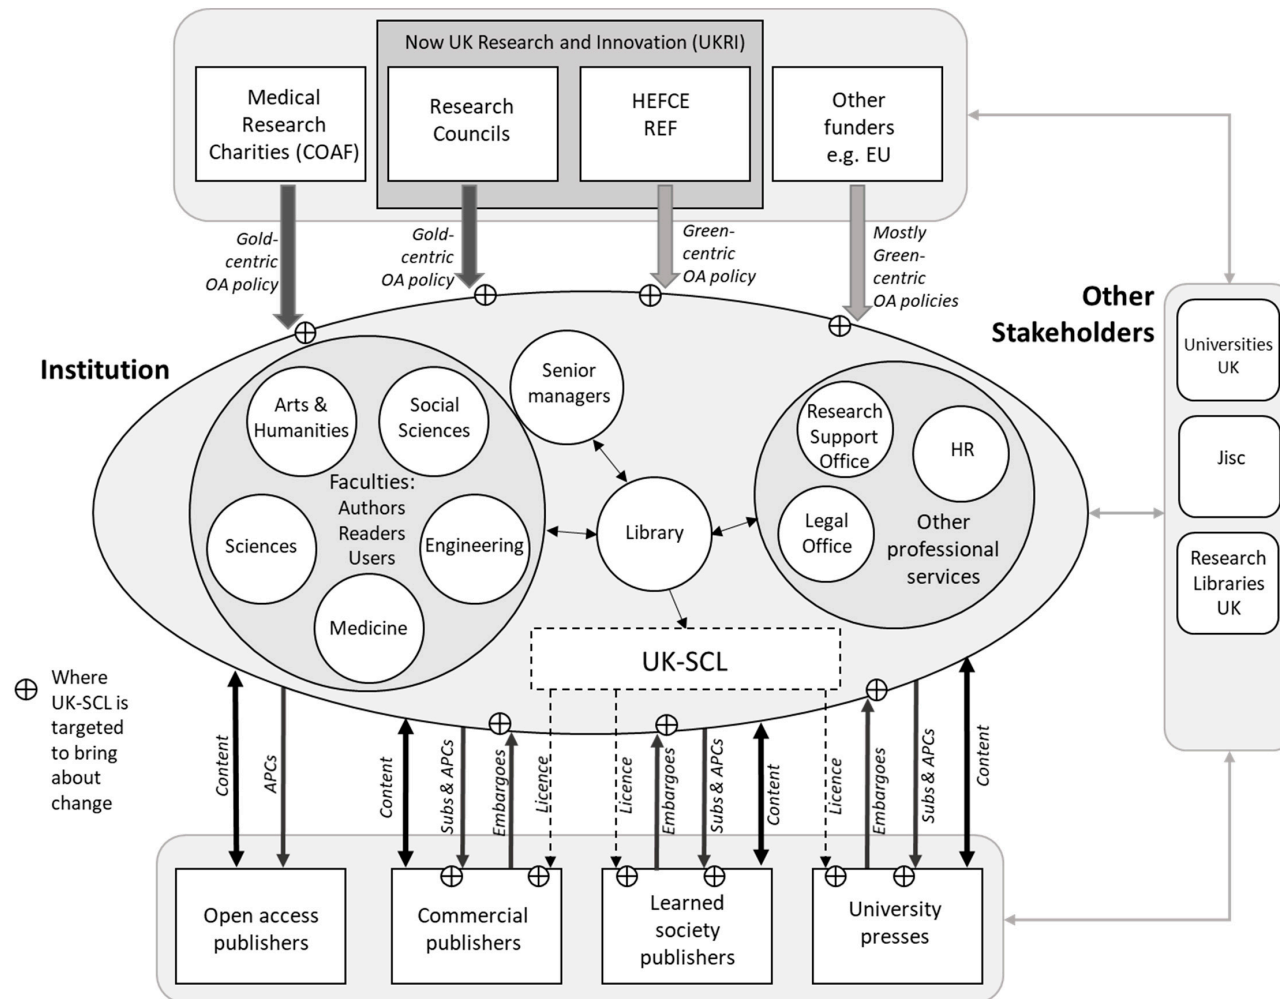 Now UK Research and Innovation (UKRI)
Medical
Research
Charities (COAF)
Research
Councils
HEFCE
REF
Other
funders
e.g. EU
Gold-
centric
OA policy
Gold-
centric
OA policy
Green-
centric
OA policy
Mostly
Green-
centric
OA policies
Institution
Other
Stakeholders
Universities
UK
Jisc
Research
Libraries
UK
Senior
managers
Arts &
Humanities
Social
Sciences
Faculties:
Authors
Readers
Users
Sciences
Engineering
Medicine
Library
Research
Support
Office
HR
Legal
Office
Other
professional
services
UK-SCL
Where
UK-SCL is
targeted
to bring
about
change
Content
APCs
Content
Subs & APCs
Embargoes
Licence
Licence
Embargoes
Subs & APCs
Content
Licence
Embargoes
Subs & APCs
Content
Open access
publishers
Commercial
publishers
Learned
society
publishers
University
presses